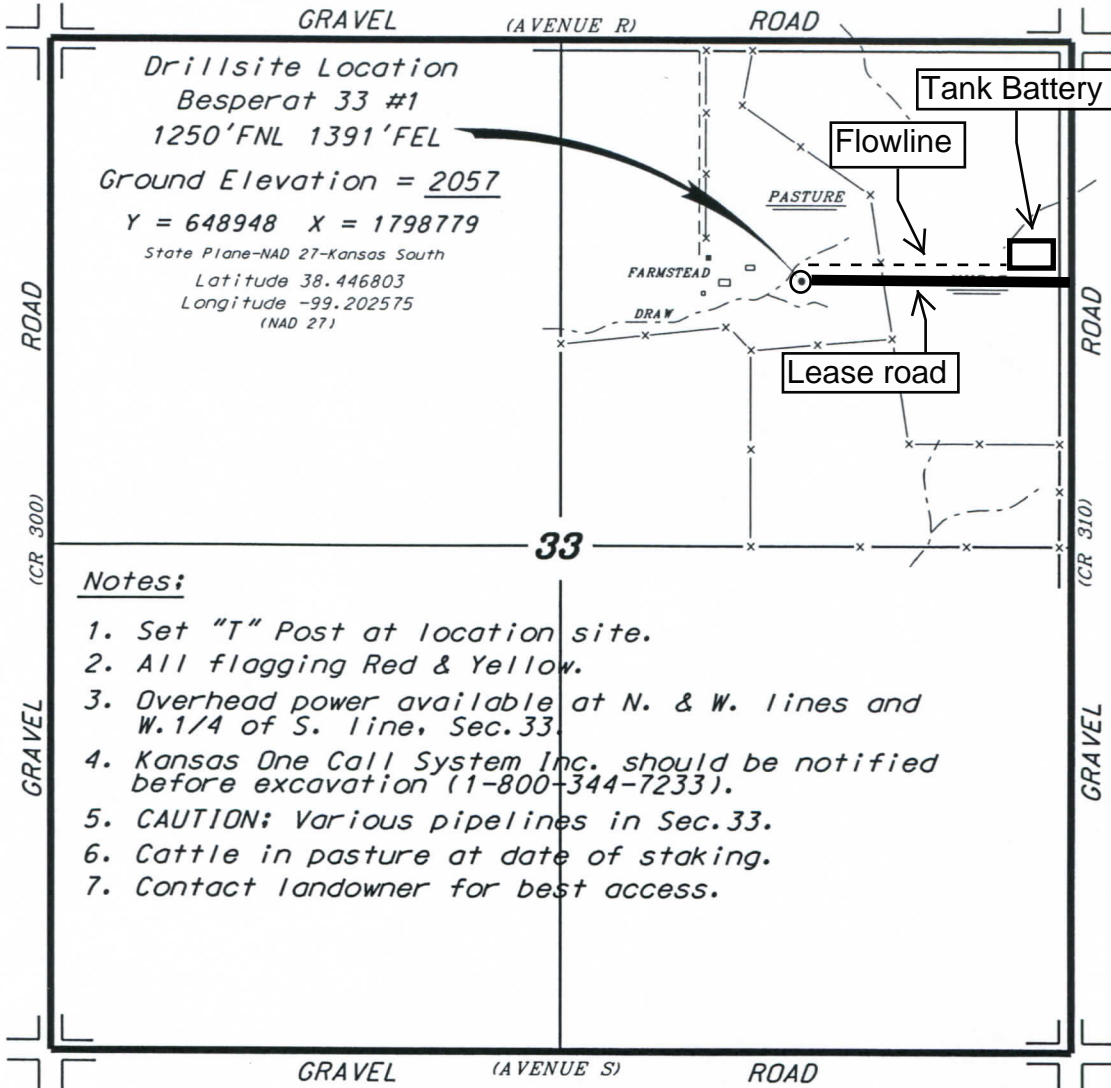 GRAVEL (AVENUE R) ROAD
Drillsite Location
Besperat 33 #1
1250'FNL 1391'FEL
Ground Elevation = 2057
Y = 648948 X = 1798779
State Plane-NAD 27-Kansas South
Latitude 38.446803
Longitude -99.202575
(NAD 27)
Tank Battery
Flowline
PASTURE
FARMSTEAD
DRAW
Lease road
ROAD
(CR 300)
GRAVEL
ROAD
(CR 310)
GRAVEL
33
Notes:
1. Set "T" Post at location site.
2. All flagging Red & Yellow.
3. Overhead power available at N. & W. lines and
W.1/4 of S. line, Sec.33.
4. Kansas One Call System Inc. should be notified
before excavation (1-800-344-7233).
5. CAUTION: Various pipelines in Sec.33.
6. Cattle in pasture at date of staking.
7. Contact landowner for best access.
GRAVEL (AVENUE S) ROAD